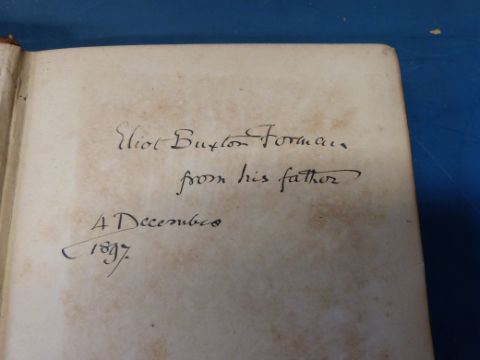 Eliot Buxton Forman
from his father
4 December
1897.